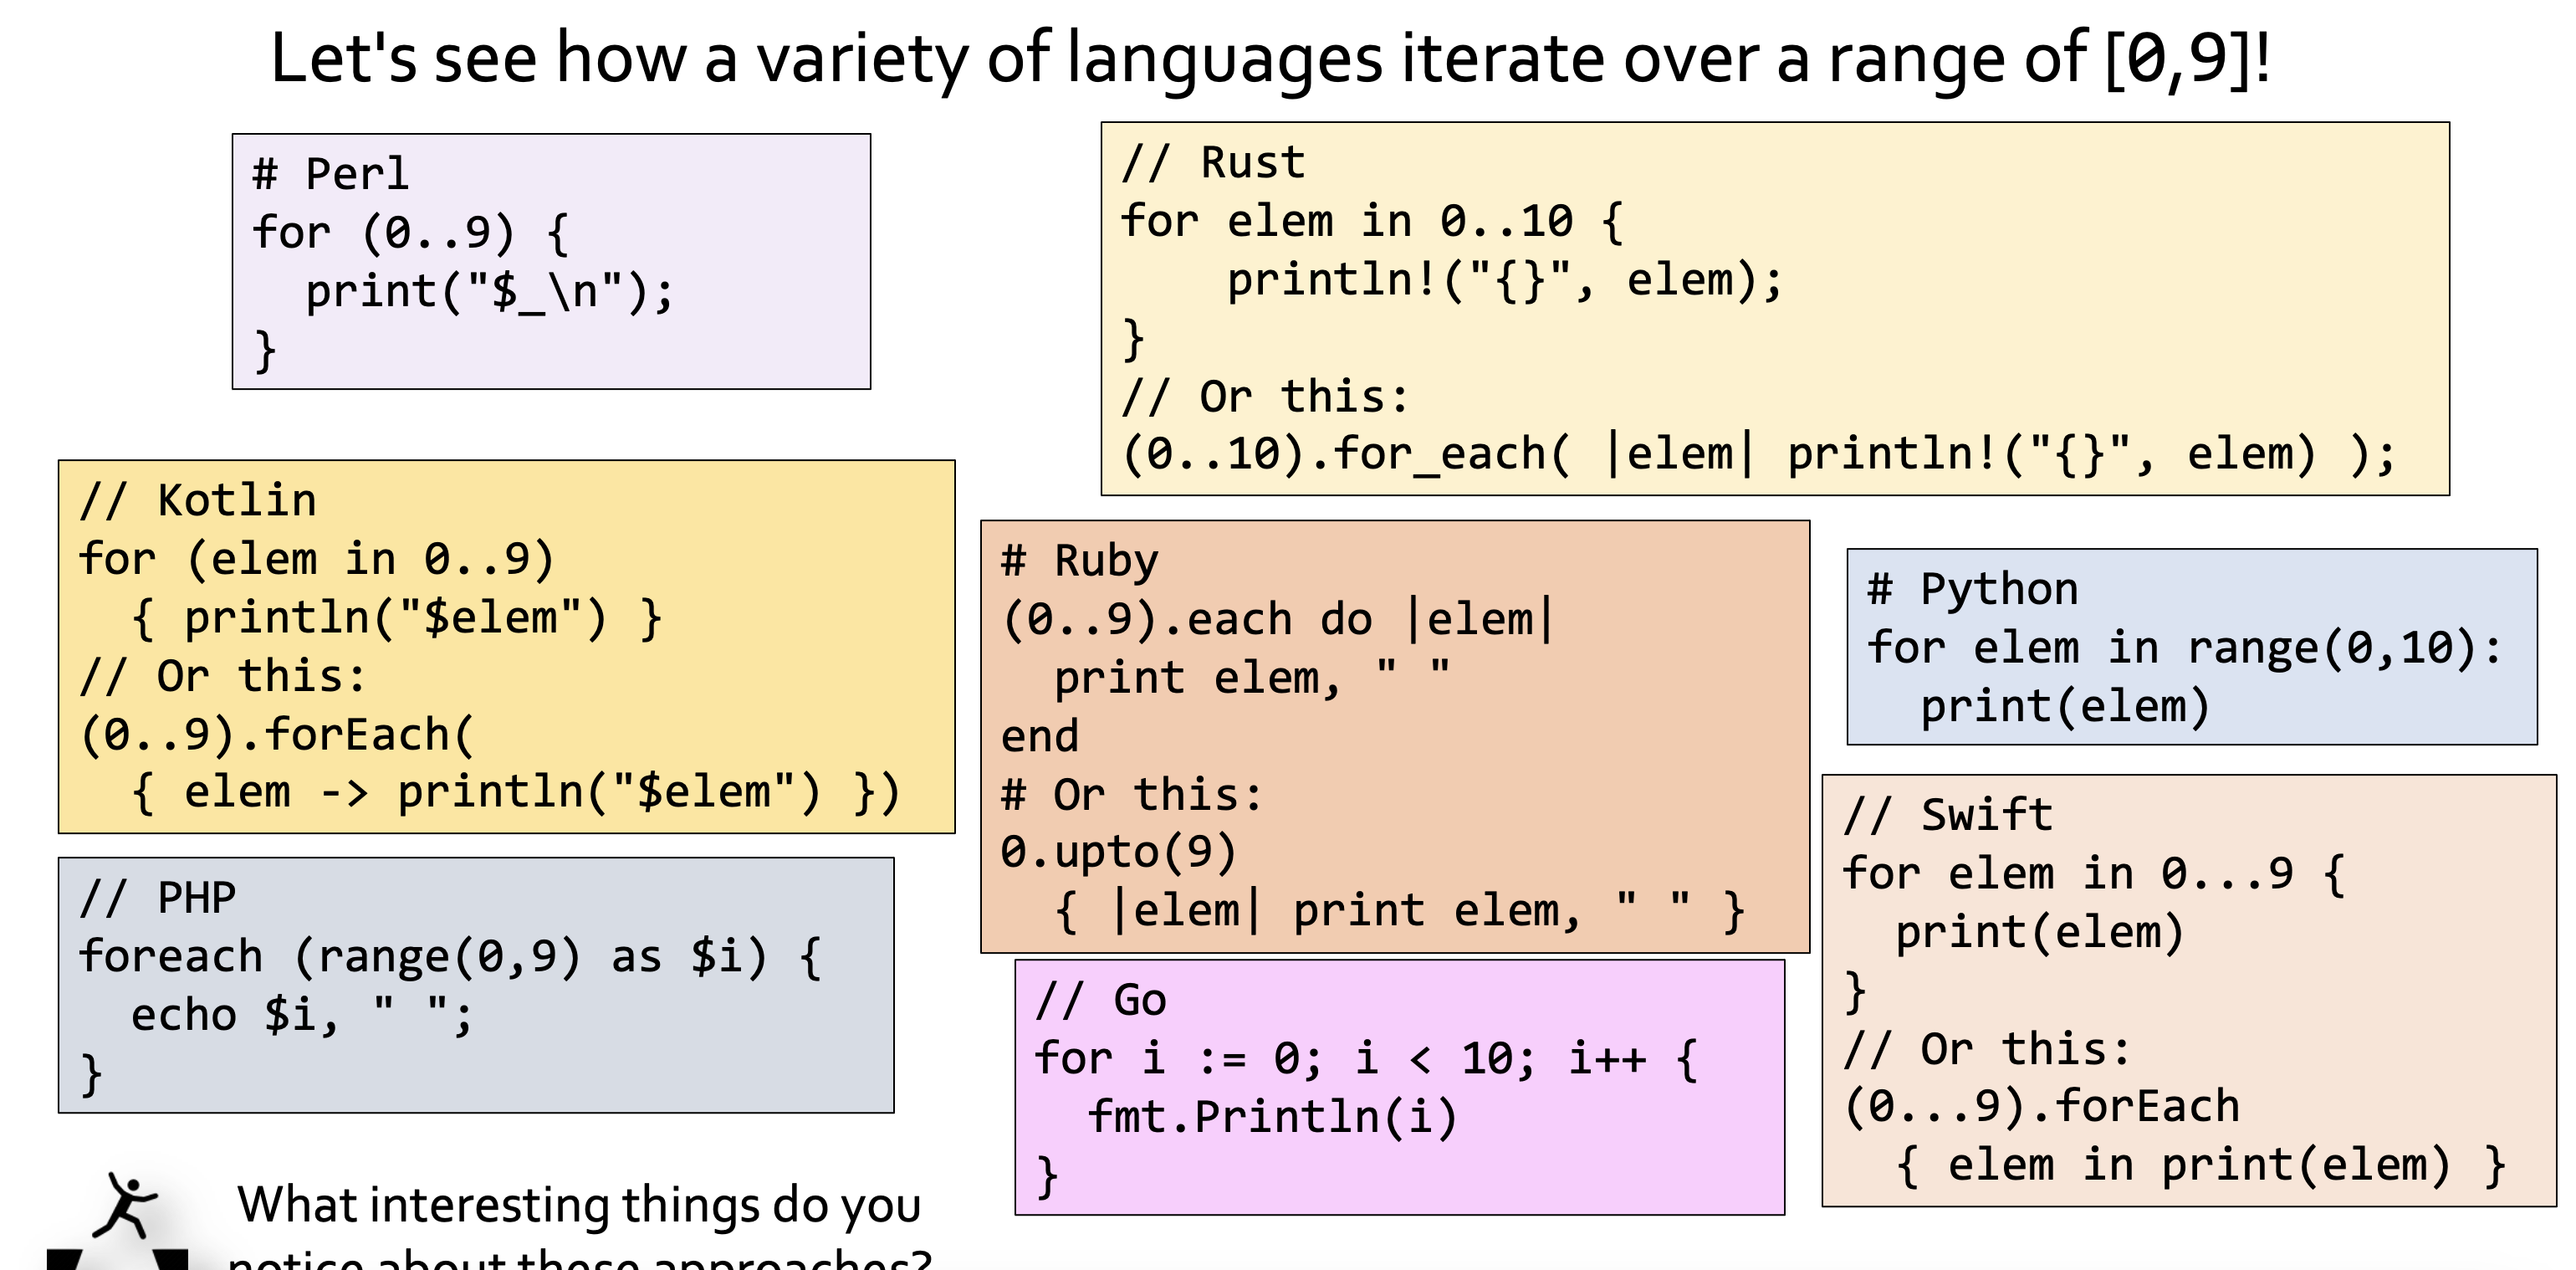 Let's see how a variety of languages iterate over a range of [0,9]!
# Perl
for (0..9) {
  print("$_\n");
}
// Rust
for elem in 0..10 {
    println!("{}", elem);
}
// Or this:
(0..10).for_each( |elem| println!("{}", elem) );
// Kotlin
for (elem in 0..9)
  { println("$elem") }
// Or this:
(0..9).forEach(
  { elem -> println("$elem") })
# Ruby
(0..9).each do |elem|
  print elem, " "
end
# Or this:
0.upto(9)
  { |elem| print elem, " " }
# Python
for elem in range(0,10):
  print(elem)
// PHP
foreach (range(0,9) as $i) {
  echo $i, " ";
}
// Go
for i := 0; i < 10; i++ {
  fmt.Println(i)
}
// Swift
for elem in 0...9 {
  print(elem)
}
// Or this:
(0...9).forEach
  { elem in print(elem) }
What interesting things do you
notice about these approaches?